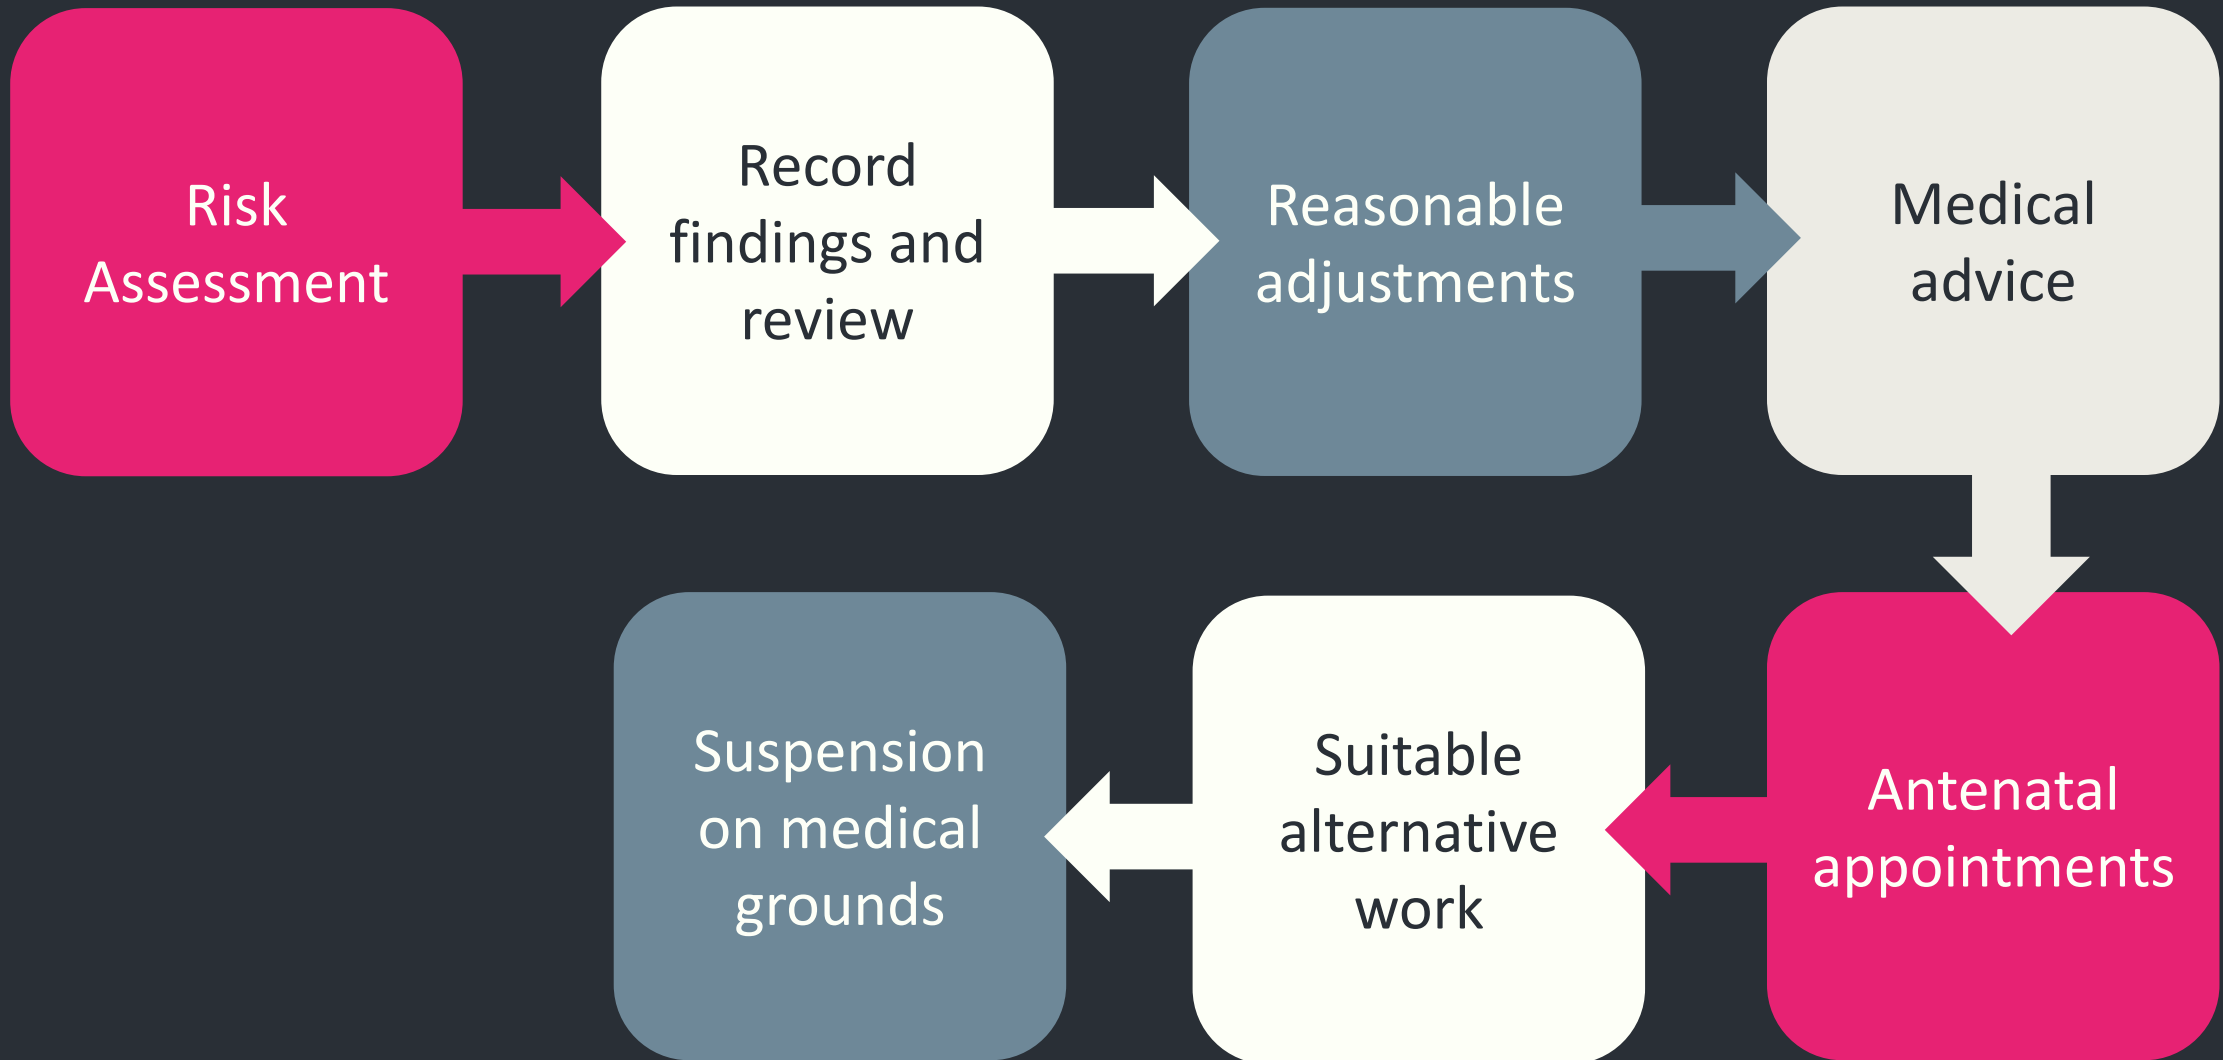 Risk
Assessment
Record
findings and
review
Reasonable
adjustments
Medical
advice
Antenatal
appointments
Suitable
alternative
work
Suspension
on medical
grounds